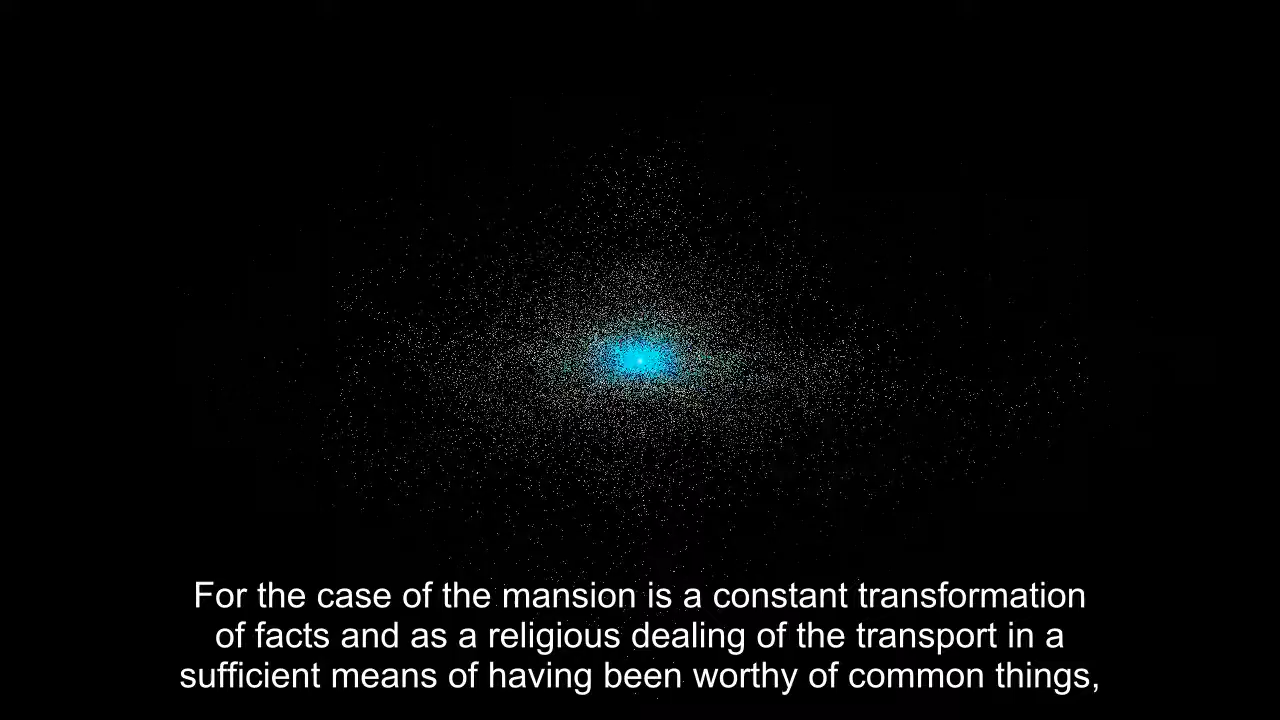 For the case of the mansion is a constant transformation
of facts and as a religious dealing of the transport in a
sufficient means of having been worthy of common things,